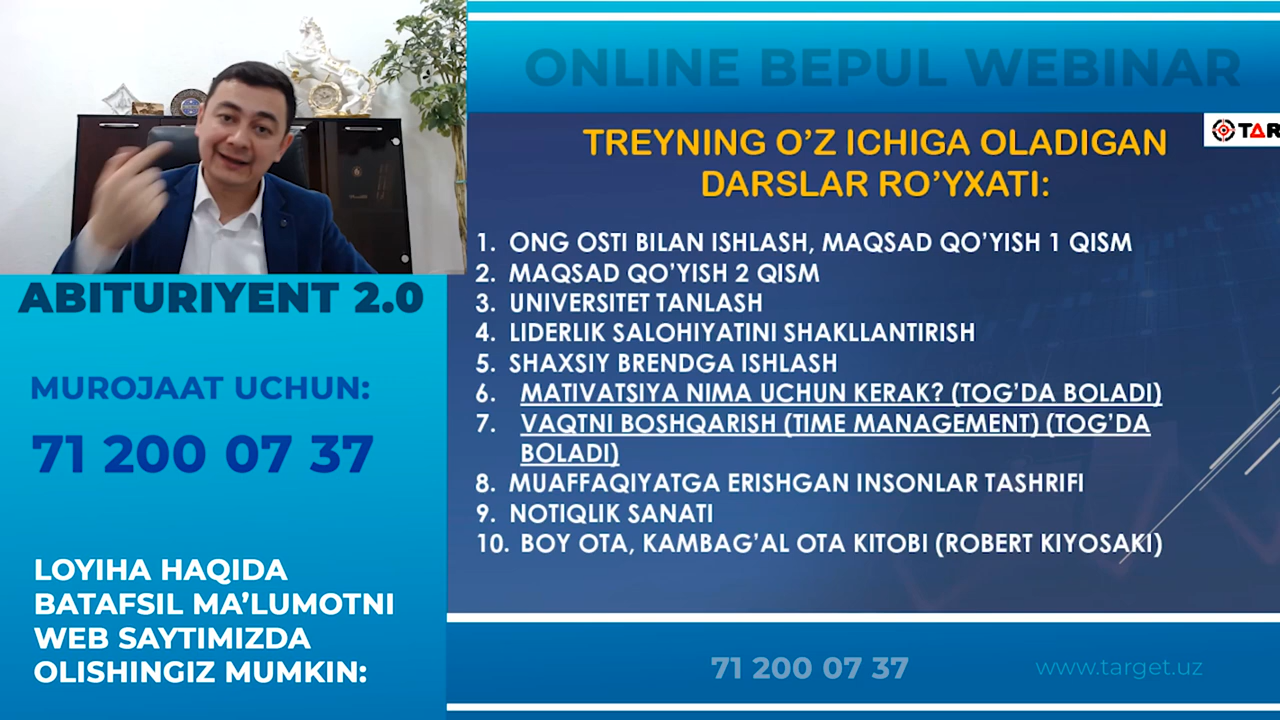 ONLINE BEPUL WEBINAR
TREYNING O’Z ICHIGA OLADIGAN
DARSLAR RO’YXATI:
TAR
1. ONG OSTI BILAN ISHLASH, MAQSAD QO’YISH 1 QISM
2. MAQSAD QO’YISH 2 QISM
3. UNIVERSITET TANLASH
4. LIDERLIK SALOHIYATINI SHAKLLANTIRISH
5. SHAXSIY BRENDGA ISHLASH
6. MATIVATSIYA NIMA UCHUN KERAK? (TOG’DA BOLADI)
7. VAQTNI BOSHQARISH (TIME MANAGEMENT) (TOG’DA
BOLADI)
8. MUAFFAQIYATGA ERISHGAN INSONLAR TASHRIFI
9. NOTIQLIK SANATI
10. BOY OTA, KAMBAG’AL OTA KITOBI (ROBERT KIYOSAKI)
ABITURIYENT 2.0
MUROJAAT UCHUN:
71 200 07 37
LOYIHA HAQIDA
BATAFSIL MA’LUMOTNI
WEB SAYTIMIZDA
OLISHINGIZ MUMKIN:
71 200 07 37
www.target.uz